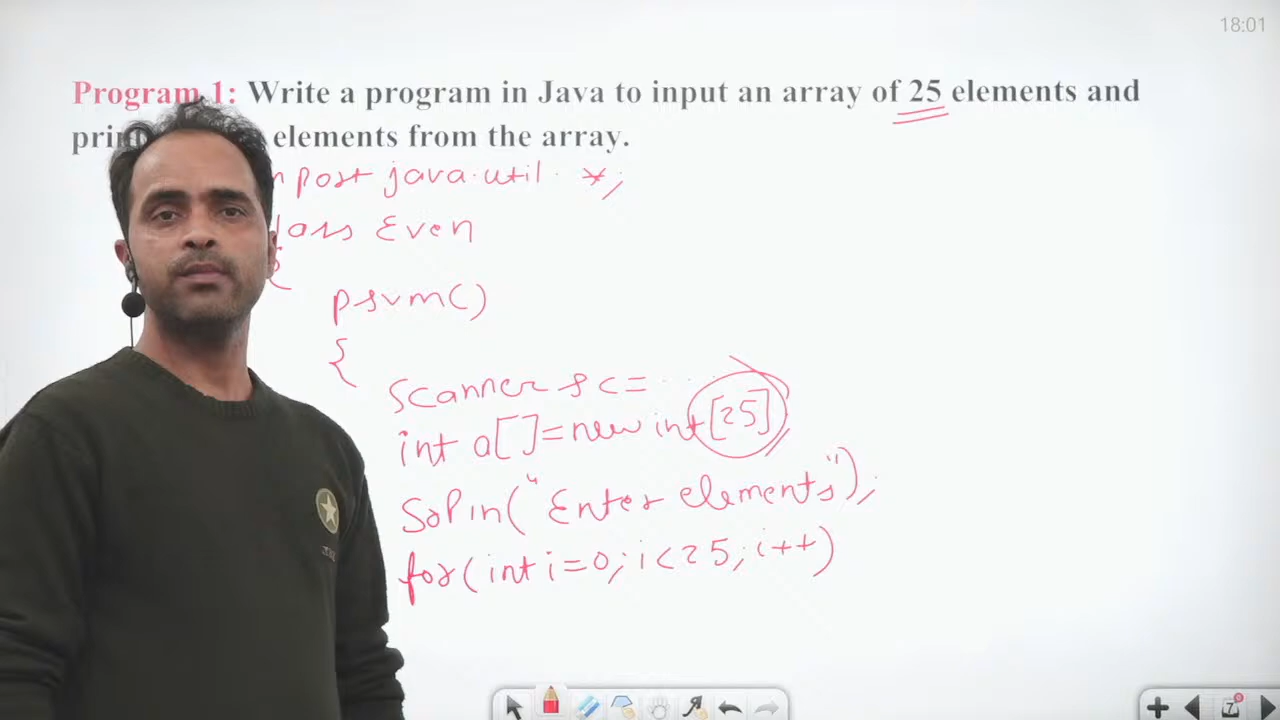 18:01
Program 1: Write a program in Java to input an array of 25 elements and
elements from the array.
java.util. *;
Even
psvm()
{
Scanner sc= ....
int a[]=new int[25]
SoPln("Enter elements");
for(int i=0; i<25; i++)